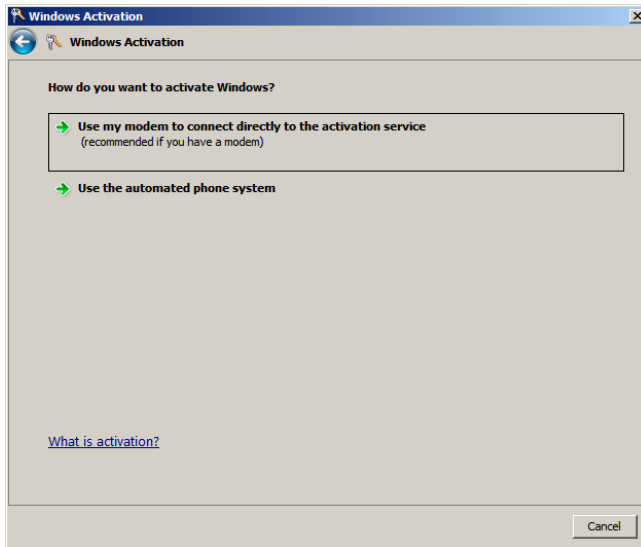 Windows Activation
Windows Activation
How do you want to activate Windows?
Use my modem to connect directly to the activation service
(recommended if you have a modem)
Use the automated phone system
What is activation?
Cancel